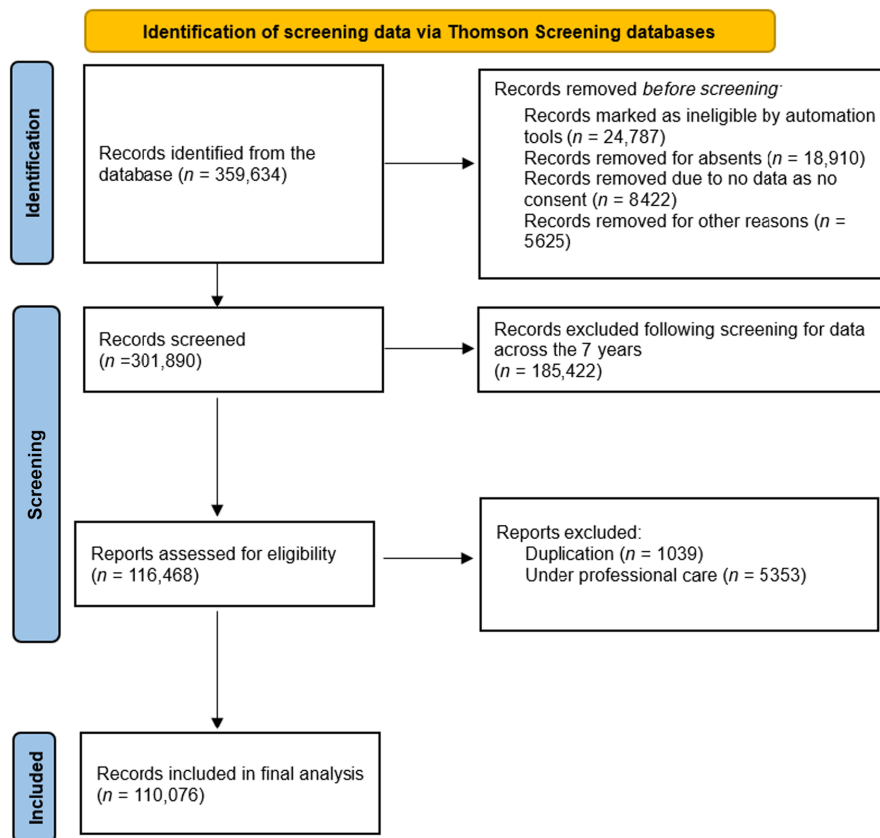 Identification of screening data via Thomson Screening databases
Identification
Records identified from the
database (n = 359,634)
Records removed before screening:
Records marked as ineligible by automation
tools (n = 24,787)
Records removed for absents (n = 18,910)
Records removed due to no data as no
consent (n = 8422)
Records removed for other reasons (n =
5625)
Screening
Records screened
(n =301,890)
Records excluded following screening for data
across the 7 years
(n = 185,422)
Reports assessed for eligibility
(n = 116,468)
Reports excluded:
Duplication (n = 1039)
Under professional care (n = 5353)
Included
Records included in final analysis
(n = 110,076)